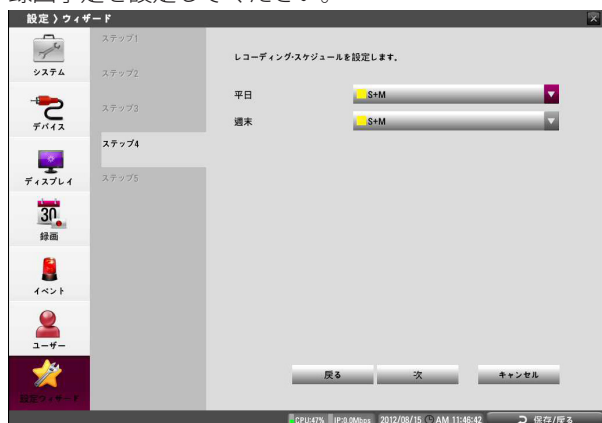 録画予定を設定してください。
設定 〉ウィザード
システム
デバイス
ディスプレイ
録画
イベント
ユーザー
設定ウィザード
ステップ1
ステップ2
ステップ3
ステップ4
ステップ5
レコーディング・スケジュールを設定します。
平日 S+M
週末 S+M
戻る 次 キャンセル
CPU:47% IP:0.0Mbps 2012/08/15 AM 11:46:42 保存/戻る